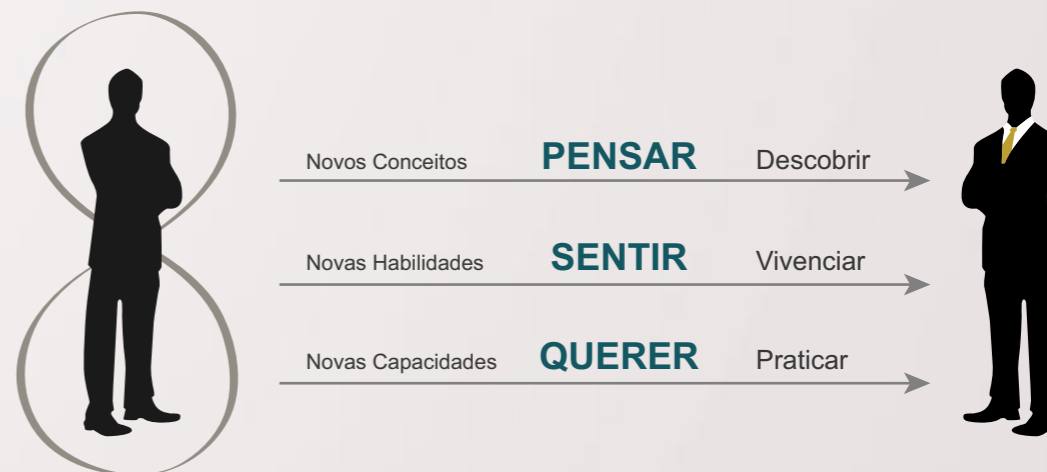 Novos Conceitos PENSAR Descobrir
Novas Habilidades SENTIR Vivenciar
Novas Capacidades QUERER Praticar